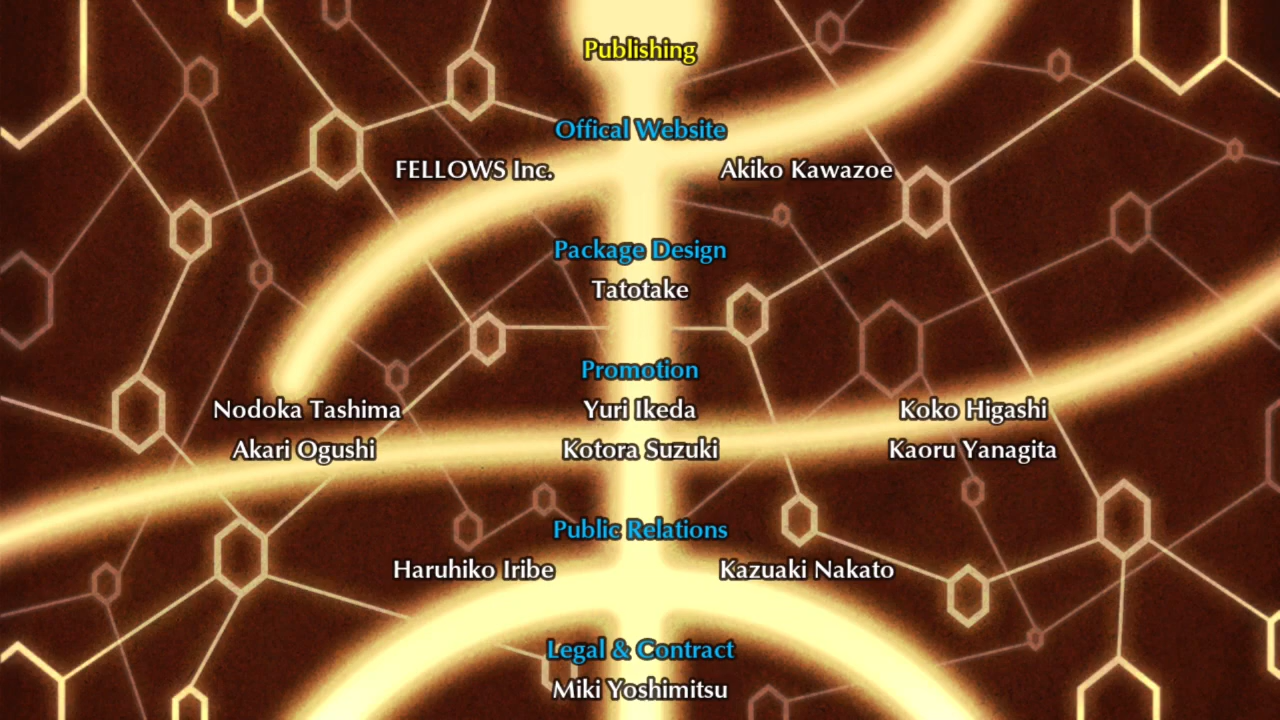 Publishing
Offical Website
FELLOWS Inc. Akiko Kawazoe
Package Design
Tatotake
Promotion
Nodoka Tashima Yuri Ikeda Koko Higashi
Akari Ogushi Kotora Suzuki Kaoru Yanagita
Public Relations
Haruhiko Iribe Kazuaki Nakato
Legal & Contract
Miki Yoshimitsu